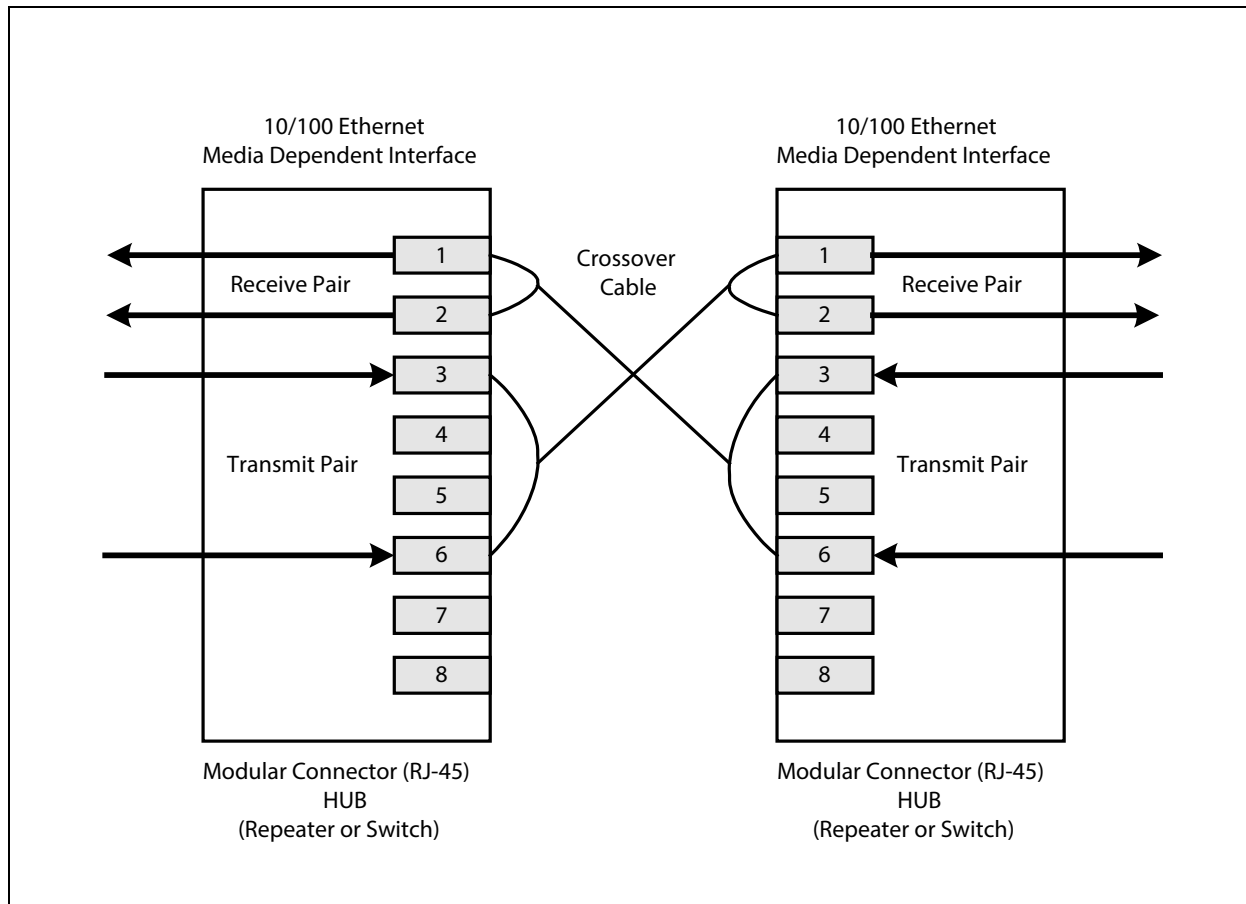 10/100 Ethernet
Media Dependent Interface
10/100 Ethernet
Media Dependent Interface
1
Receive Pair
2
3
4
Transmit Pair
5
6
7
8
Crossover
Cable
1
Receive Pair
2
3
4
Transmit Pair
5
6
7
8
Modular Connector (RJ-45)
HUB
(Repeater or Switch)
Modular Connector (RJ-45)
HUB
(Repeater or Switch)